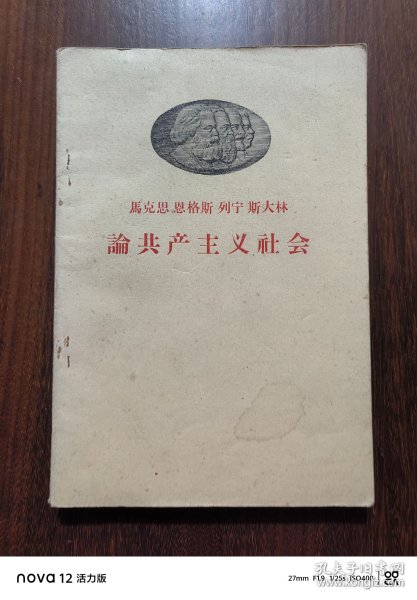 馬克思 恩格斯 列宁 斯大林
論共产主义社会
nova 12 活力版
27mm F1.9 1/25s ISO400
孔夫子旧书网